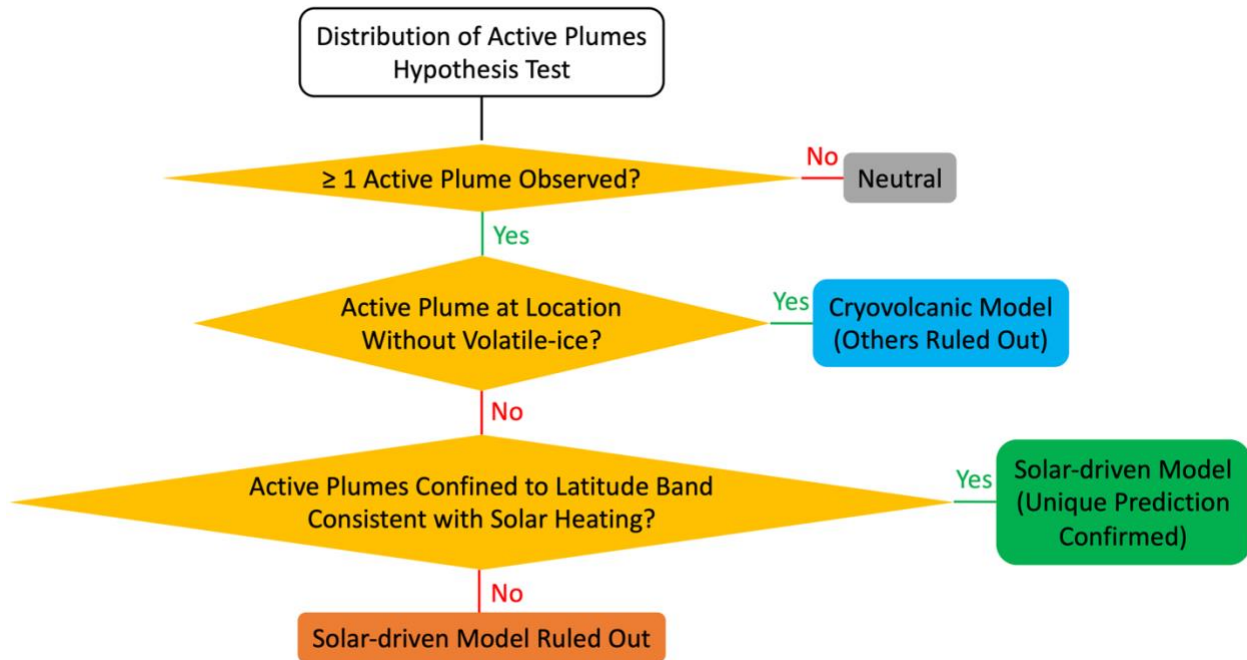 Distribution of Active Plumes
Hypothesis Test
≥ 1 Active Plume Observed?
No
Neutral
Yes
Active Plume at Location
Without Volatile-ice?
Yes
Cryovolcanic Model
(Others Ruled Out)
No
Active Plumes Confined to Latitude Band
Consistent with Solar Heating?
Yes
Solar-driven Model
(Unique Prediction
Confirmed)
No
Solar-driven Model Ruled Out